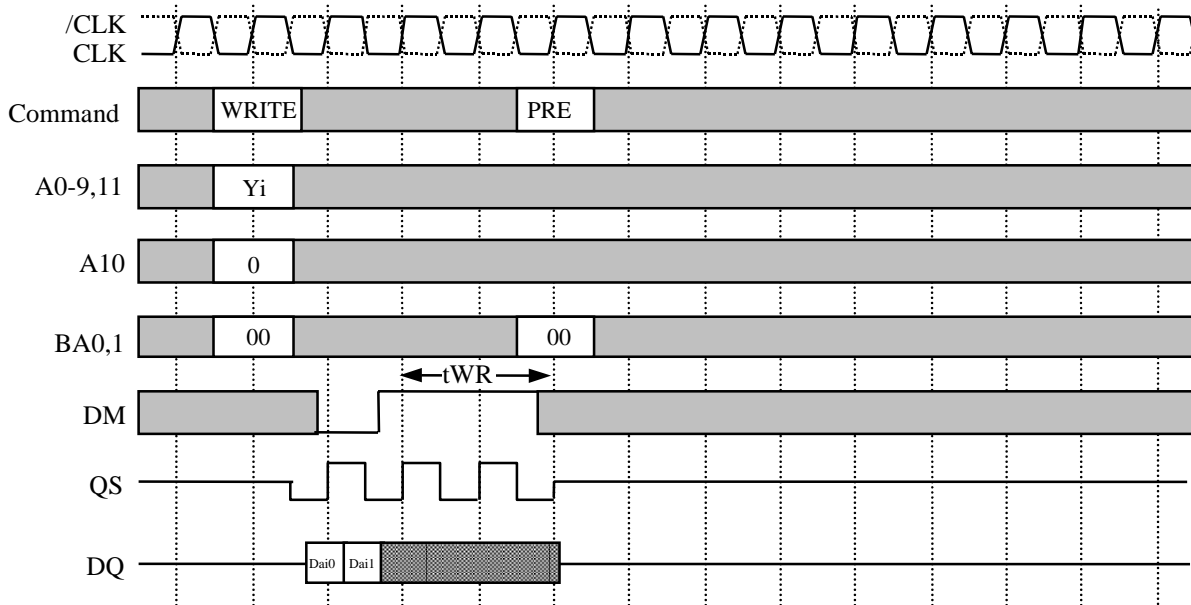 /CLK
CLK
Command WRITE PRE
A0-9,11 Yi
A10 0
BA0,1 00 00
tWR
DM
QS
DQ Dai0 Dai1